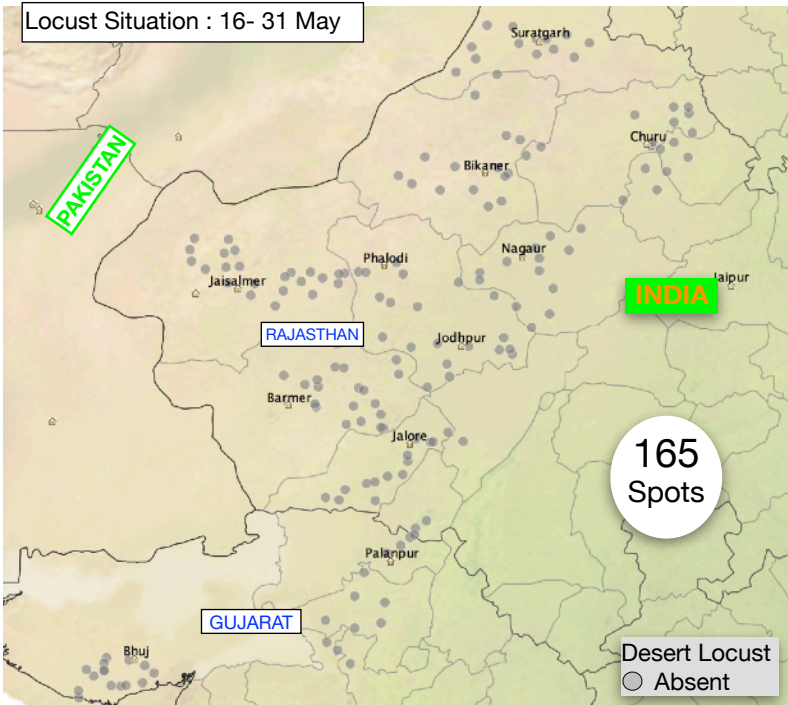 Locust Situation : 16- 31 May
Suratgarh
PAKISTAN
Churu
Bikaner
Nagaur
Phalodi
Jaisalmer
Jaipur
INDIA
RAJASTHAN
Jodhpur
Barmer
Jalore
165
Spots
Palanpur
GUJARAT
Bhuj
Desert Locust
Absent